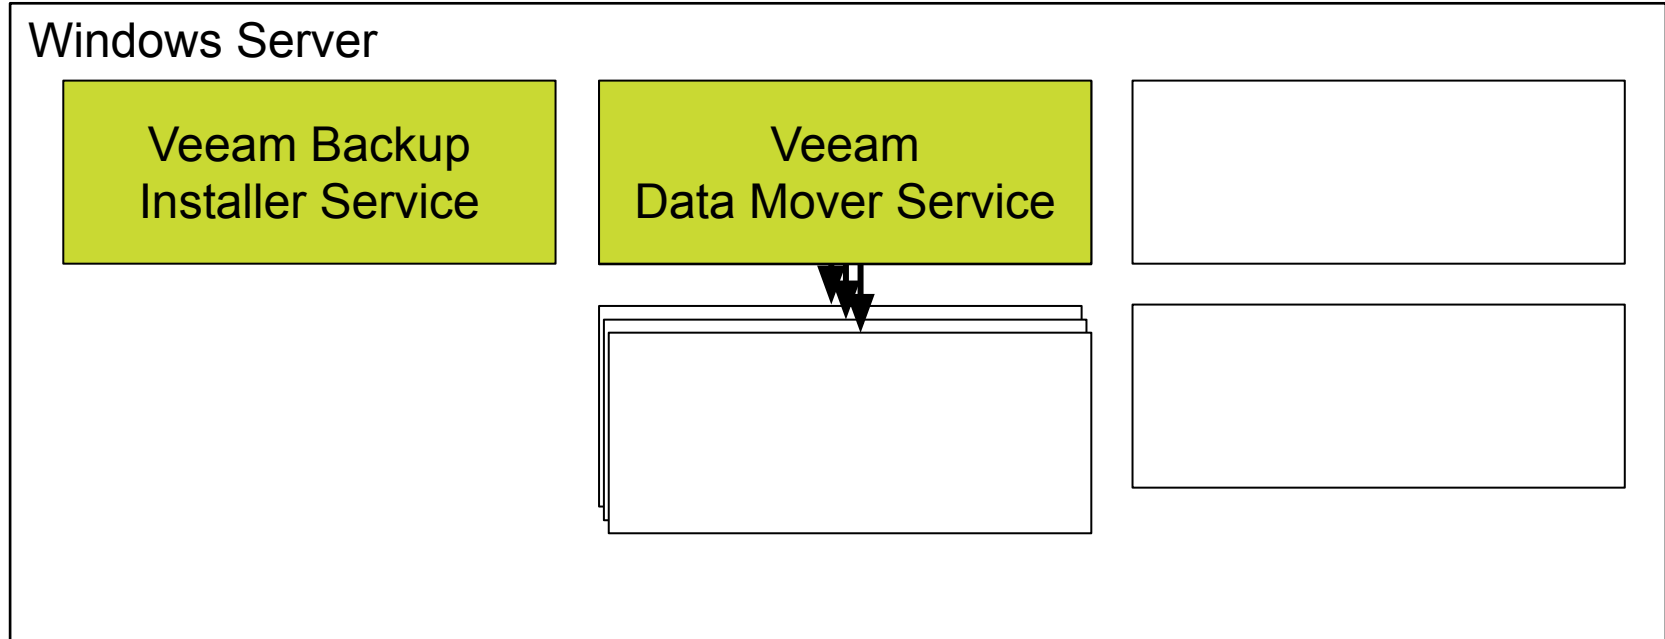 Windows Server
Veeam Backup
Installer Service
Veeam
Data Mover Service